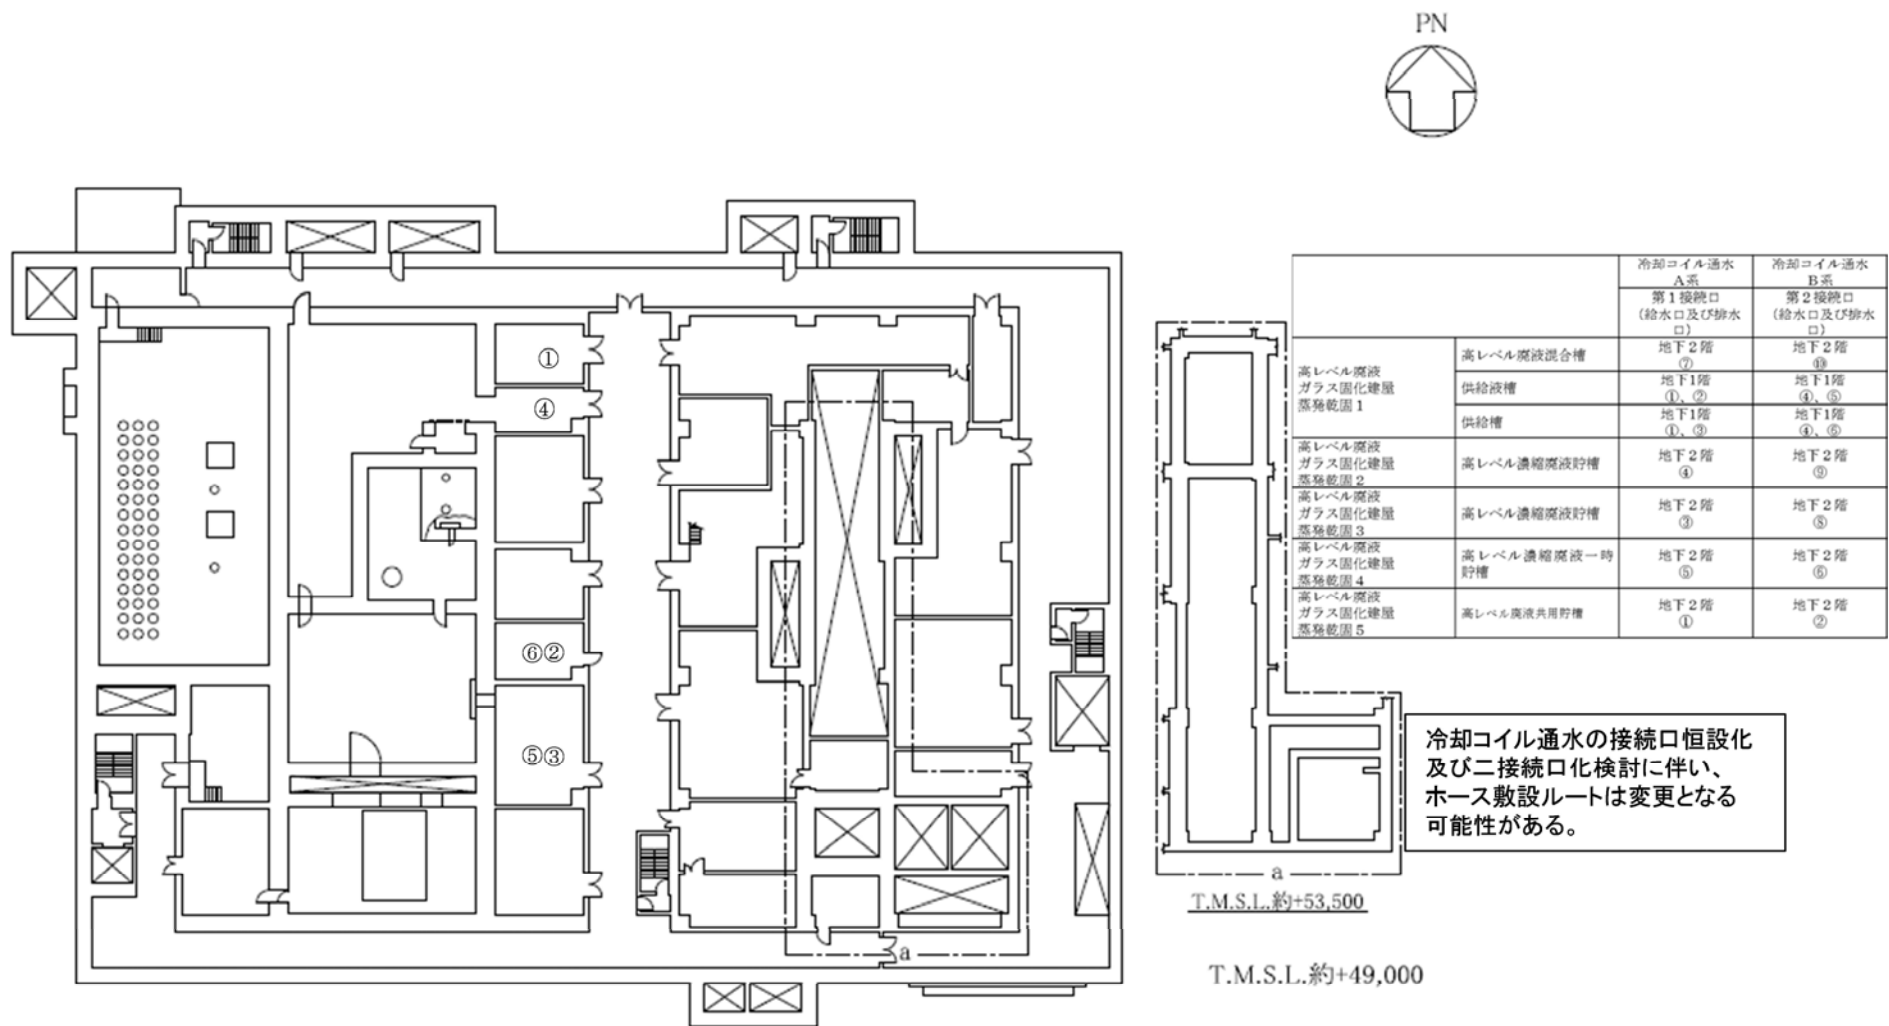 PN
冷却コイル通水
A系
冷却コイル通水
B系
第1接続口
(給水口及び排水
口)
第2接続口
(給水口及び排水
口)
高レベル廃液
ガラス固化建屋
蒸発乾固1
高レベル廃液混合槽
地下2階
⑦
地下2階
⑩
供給液槽
地下1階
①、②
地下1階
④、⑤
供給槽
地下1階
①、③
地下1階
④、⑥
高レベル廃液
ガラス固化建屋
蒸発乾固2
高レベル濃縮廃液貯槽
地下2階
④
地下2階
⑨
高レベル廃液
ガラス固化建屋
蒸発乾固3
高レベル濃縮廃液貯槽
地下2階
③
地下2階
⑧
高レベル廃液
ガラス固化建屋
蒸発乾固4
高レベル濃縮廃液一時
貯槽
地下2階
⑤
地下2階
⑥
高レベル廃液
ガラス固化建屋
蒸発乾固5
高レベル廃液共用貯槽
地下2階
①
地下2階
②
①
④
⑥②
⑤③
冷却コイル通水の接続口恒設化
及び二接続口化検討に伴い、
ホース敷設ルートは変更となる
可能性がある。
a
T.M.S.L.約+53,500
a
T.M.S.L.約+49,000